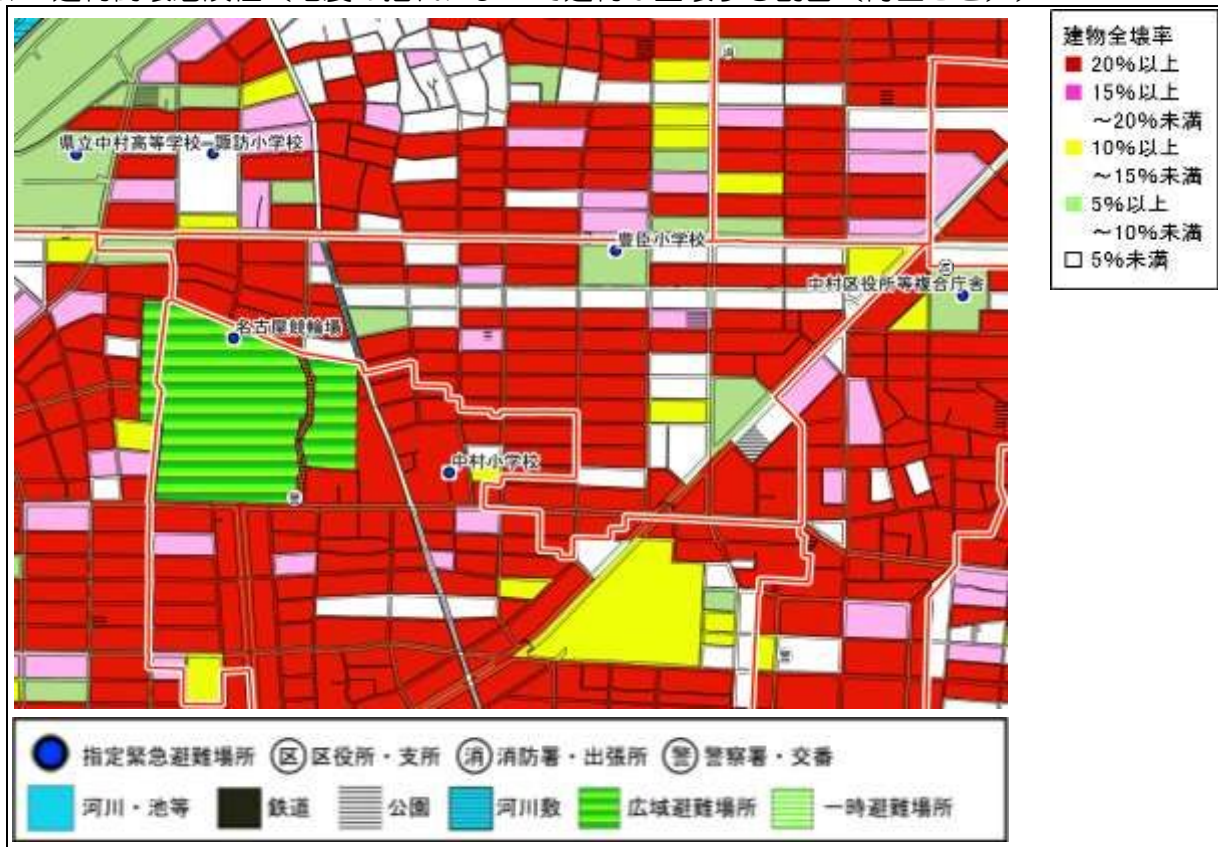 建物全壊率
20%以上
15%以上
～20%未満
10%以上
～15%未満
5%以上
～10%未満
5%未満
消
県立中村高等学校
諏訪小学校
豊臣小学校
区
中村区役所等複合庁舎
名古屋競輪場
中村小学校
警
警
指定緊急避難場所 区 区役所・支所 消 消防署・出張所 警 警察署・交番
河川・池等 鉄道 公園 河川敷 広域避難場所 一時避難場所